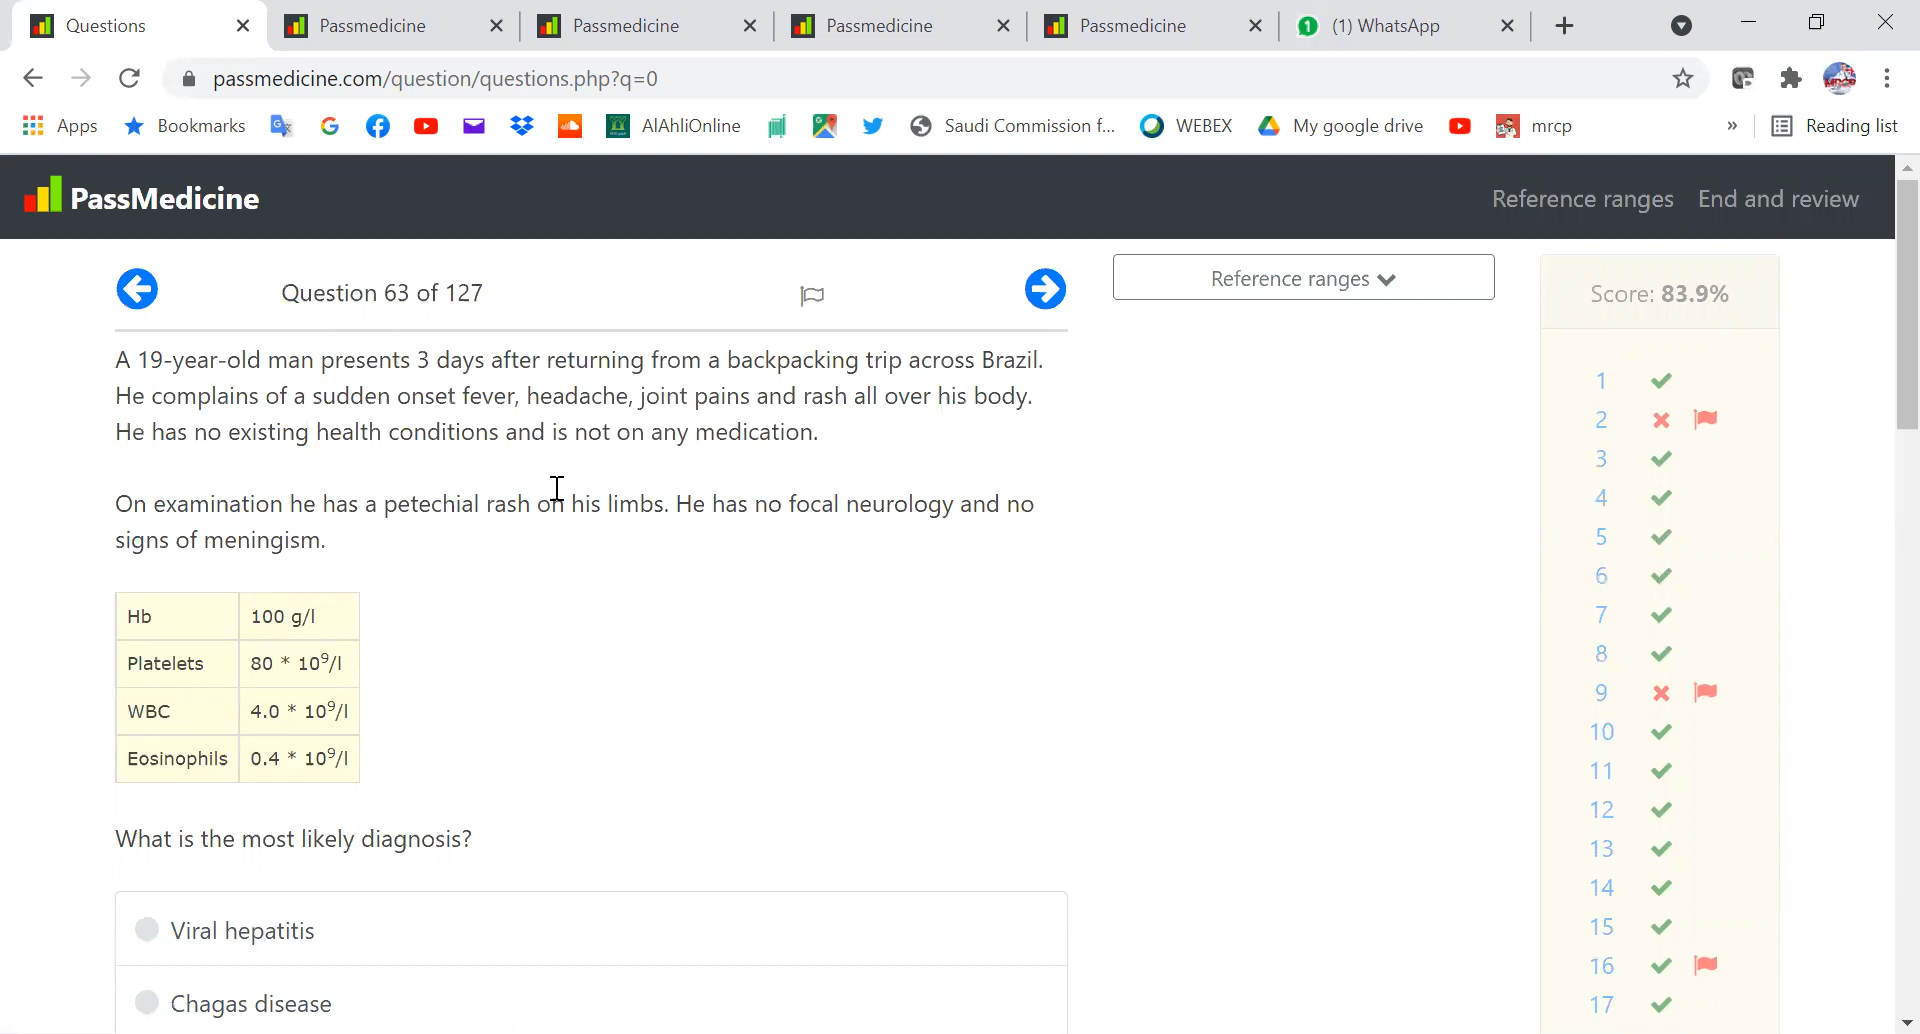 Questions
Passmedicine
Passmedicine
Passmedicine
Passmedicine
(1) WhatsApp
passmedicine.com/question/questions.php?q=0
Apps
Bookmarks
AlAhliOnline
Saudi Commission f...
WEBEX
My google drive
mrcp
»
Reading list
PassMedicine
Reference ranges
End and review
Question 63 of 127
Reference ranges
Score: 83.9%
A 19-year-old man presents 3 days after returning from a backpacking trip across Brazil.
He complains of a sudden onset fever, headache, joint pains and rash all over his body.
He has no existing health conditions and is not on any medication.
On examination he has a petechial rash on his limbs. He has no focal neurology and no
signs of meningism.
Hb 100 g/l
Platelets 80 * 10⁹/l
WBC 4.0 * 10⁹/l
Eosinophils 0.4 * 10⁹/l
What is the most likely diagnosis?
Viral hepatitis
Chagas disease
1
2
3
4
5
6
7
8
9
10
11
12
13
14
15
16
17